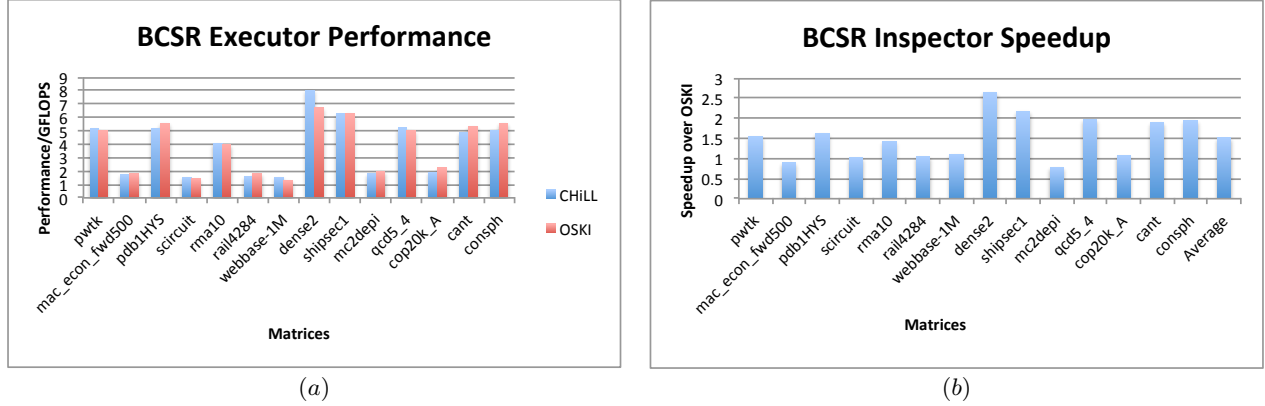 BCSR Executor Performance
Performance/GFLOPS
9
8
7
6
5
4
3
2
1
0
pwtk
mac_econ_fwd500
pdb1HYS
scircuit
rma10
rail4284
webbase-1M
dense2
shipsec1
mc2depi
qcd5_4
cop20k_A
cant
consph
Matrices
CHiLL
OSKI
(a)
BCSR Inspector Speedup
Speedup over OSKI
3
2.5
2
1.5
1
0.5
0
pwtk
mac_econ_fwd500
pdb1HYS
scircuit
rma10
rail4284
webbase-1M
dense2
shipsec1
mc2depi
qcd5_4
cop20k_A
cant
consph
Average
Matrices
(b)